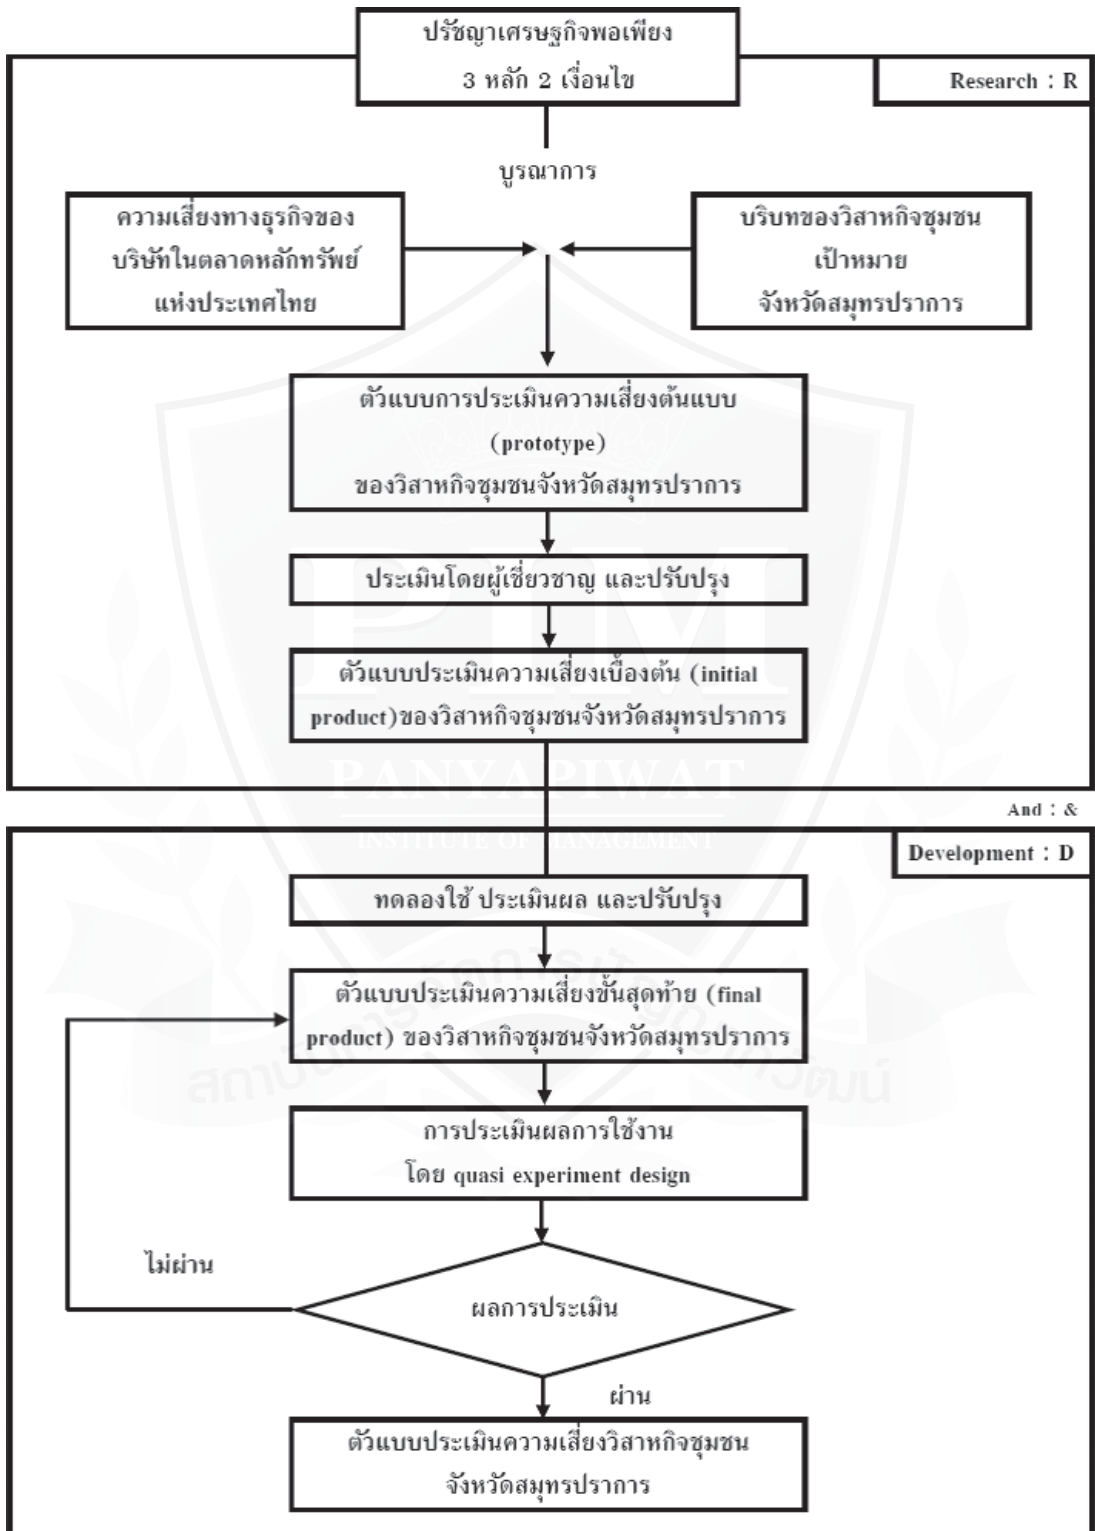 ปรัชญาเศรษฐกิจพอเพียง
3 หลัก 2 เงื่อนไข
Research : R
บูรณาการ
ความเสี่ยงทางธุรกิจของ
บริษัทในตลาดหลักทรัพย์
แห่งประเทศไทย
บริบทของวิสาหกิจชุมชน
เป้าหมาย
จังหวัดสมุทรปราการ
ตัวแบบการประเมินความเสี่ยงต้นแบบ
(prototype)
ของวิสาหกิจชุมชนจังหวัดสมุทรปราการ
ประเมินโดยผู้เชี่ยวชาญ และปรับปรุง
ตัวแบบประเมินความเสี่ยงเบื้องต้น (initial
product)ของวิสาหกิจชุมชนจังหวัดสมุทรปราการ
PIM
PANYAPIWAT
INSTITUTE OF MANAGEMENT
And : &
Development : D
ทดลองใช้ ประเมินผล และปรับปรุง
ตัวแบบประเมินความเสี่ยงขั้นสุดท้าย (final
product) ของวิสาหกิจชุมชนจังหวัดสมุทรปราการ
สถาบันการจัดการปัญญาภิวัฒน์
การประเมินผลการใช้งาน
โดย quasi experiment design
ไม่ผ่าน
ผลการประเมิน
ผ่าน
ตัวแบบประเมินความเสี่ยงวิสาหกิจชุมชน
จังหวัดสมุทรปราการ